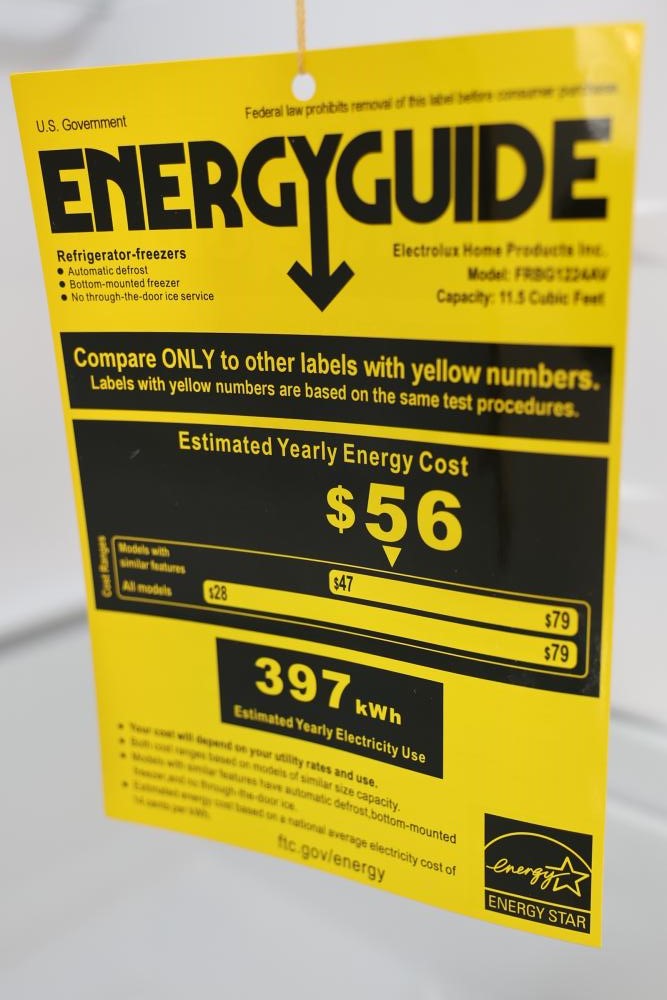 U.S. Government
Federal law prohibits removal of this label before consumer purchase.
ENERGYGUIDE
Refrigerator-freezers
● Automatic defrost
● Bottom-mounted freezer
● No through-the-door ice service
Electrolux Home Products Inc.
Model: FRBG1224AV
Capacity: 11.5 Cubic Feet
Compare ONLY to other labels with yellow numbers.
Labels with yellow numbers are based on the same test procedures.
Estimated Yearly Energy Cost
$56
Cost Ranges
Models with
similar features
$47
$79
All models
$28
$79
397 kWh
Estimated Yearly Electricity Use
● Your cost will depend on your utility rates and use.
● Both cost ranges based on models of similar size capacity.
● Models with similar features have automatic defrost,bottom-mounted
freezer and no through-the-door ice.
● Estimated energy cost based on a national average electricity cost of
14 cents per kWh.
ftc.gov/energy
energy
ENERGY STAR